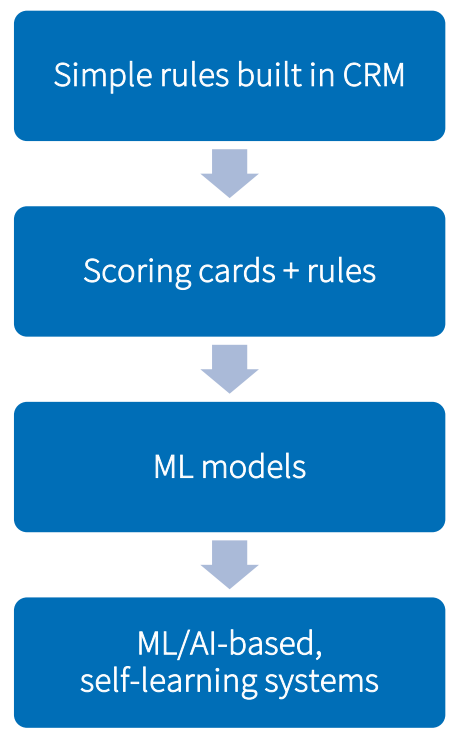 Simple rules built in CRM
Scoring cards + rules
ML models
ML/AI-based,
self-learning systems